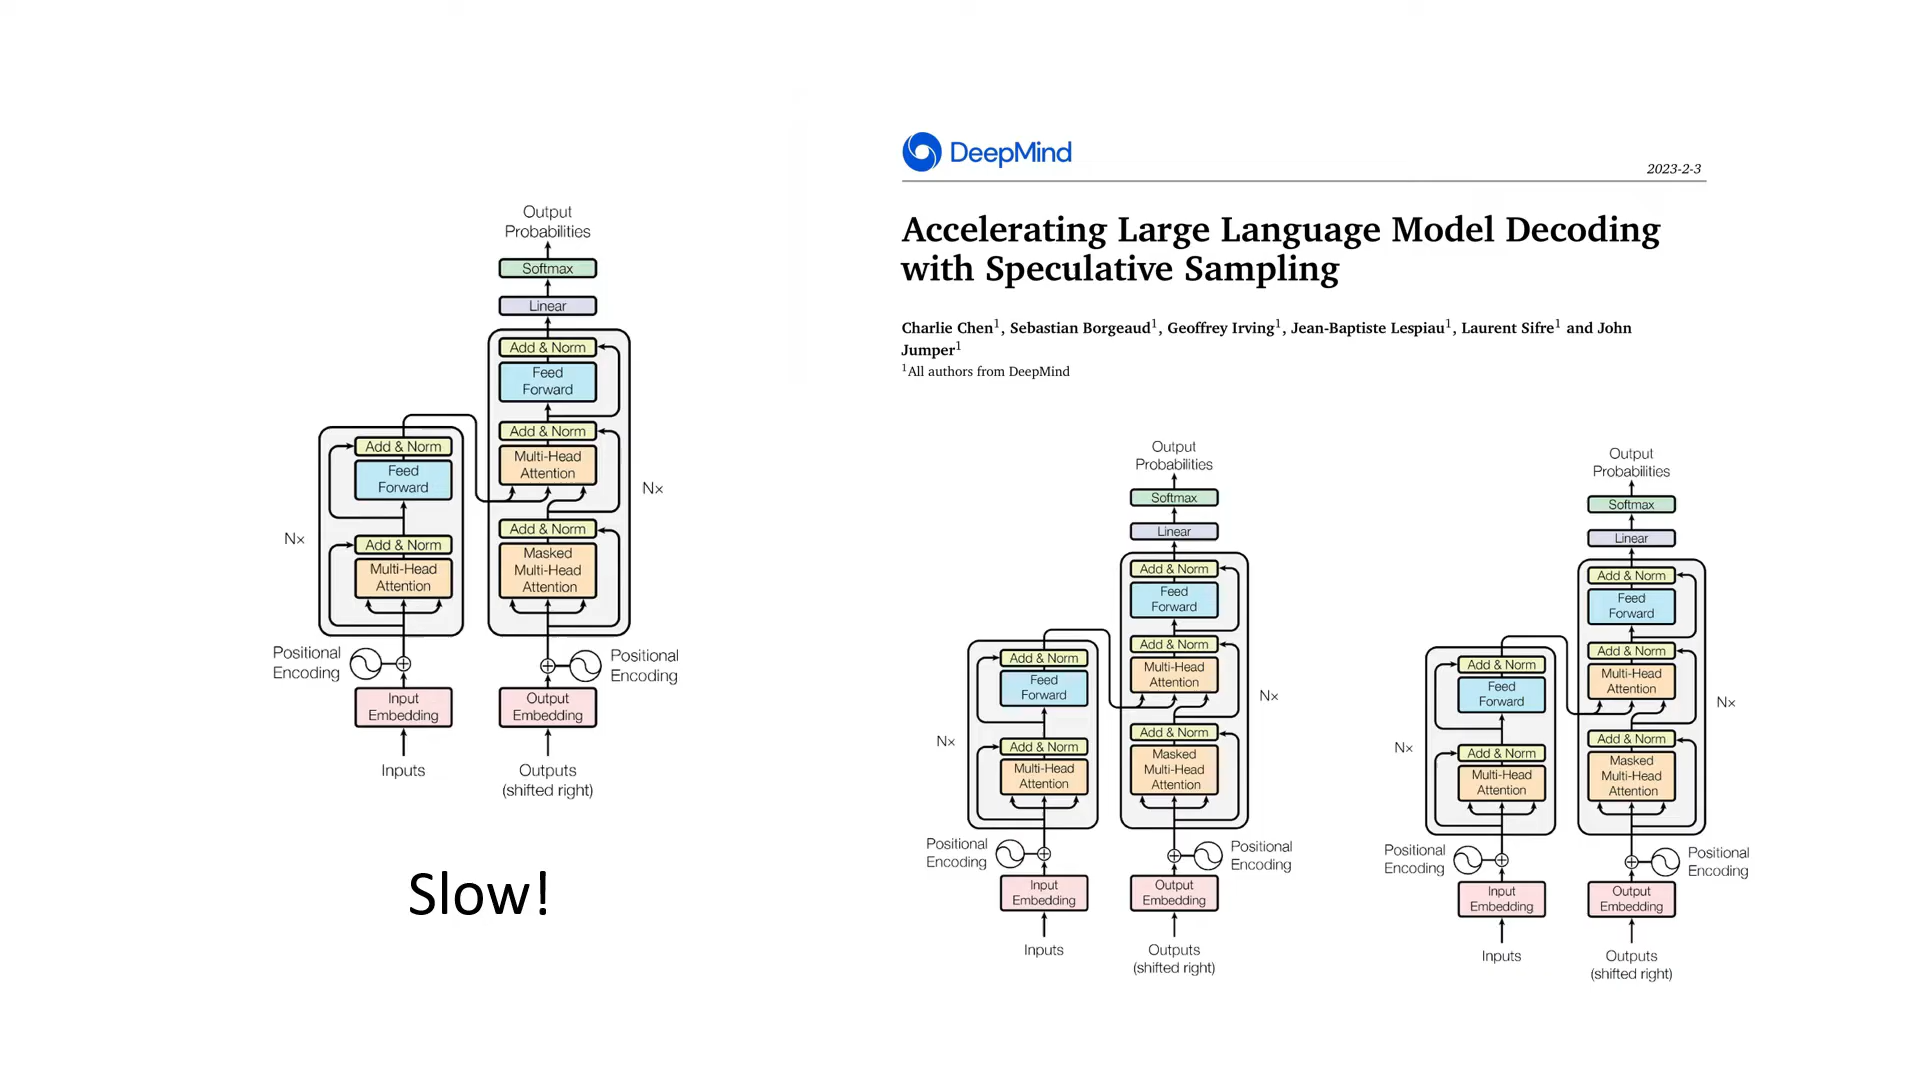 Output
Probabilities
Softmax
Linear
Add & Norm
Feed
Forward
Add & Norm
Multi-Head
Attention
Nx
Add & Norm
Masked
Multi-Head
Attention
Add & Norm
Feed
Forward
Nx
Add & Norm
Multi-Head
Attention
Positional
Encoding
Positional
Encoding
Input
Embedding
Output
Embedding
Inputs
Outputs
(shifted right)
Slow!
DeepMind
2023-2-3
Accelerating Large Language Model Decoding
with Speculative Sampling
Charlie Chen¹, Sebastian Borgeaud¹, Geoffrey Irving¹, Jean-Baptiste Lespiau¹, Laurent Sifre¹ and John
Jumper¹
¹All authors from DeepMind
Output
Probabilities
Softmax
Linear
Add & Norm
Feed
Forward
Add & Norm
Multi-Head
Attention
Nx
Add & Norm
Masked
Multi-Head
Attention
Add & Norm
Feed
Forward
Nx
Add & Norm
Multi-Head
Attention
Positional
Encoding
Positional
Encoding
Input
Embedding
Output
Embedding
Inputs
Outputs
(shifted right)
Output
Probabilities
Softmax
Linear
Add & Norm
Feed
Forward
Add & Norm
Multi-Head
Attention
Nx
Add & Norm
Masked
Multi-Head
Attention
Add & Norm
Feed
Forward
Nx
Add & Norm
Multi-Head
Attention
Positional
Encoding
Positional
Encoding
Input
Embedding
Output
Embedding
Inputs
Outputs
(shifted right)